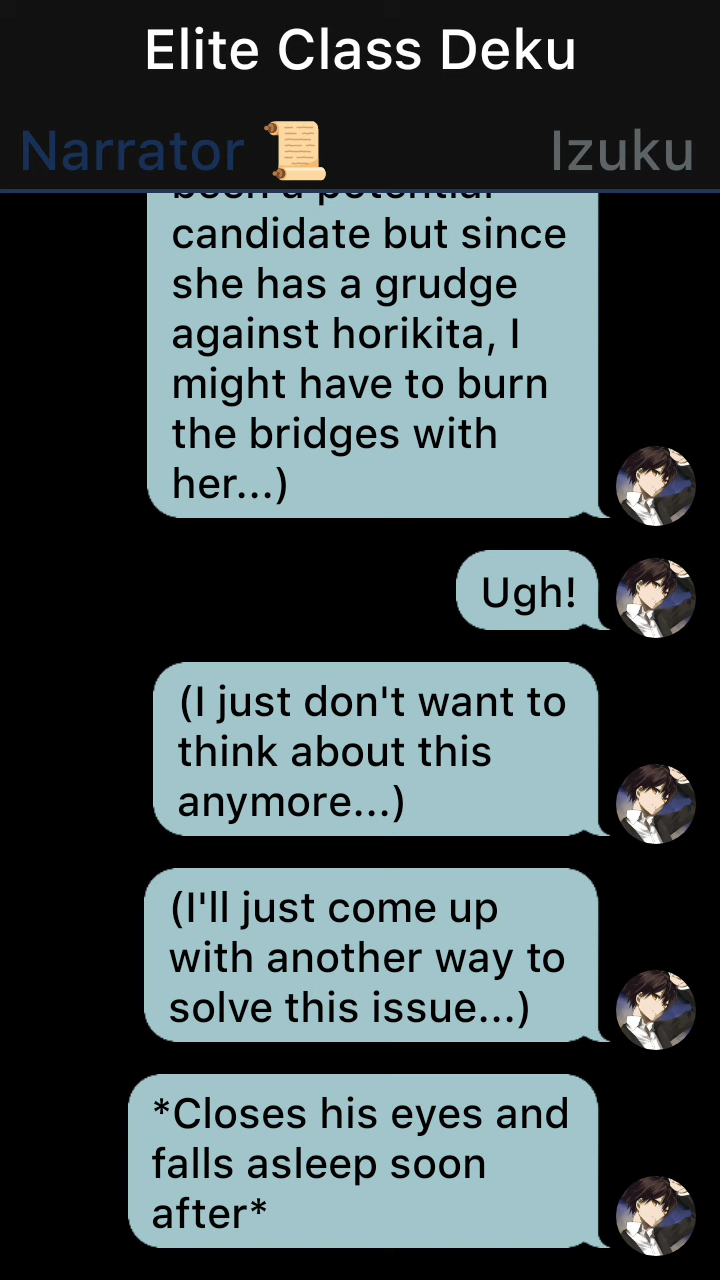 Elite Class Deku
Narrator 📜 Izuku
been a potential
candidate but since
she has a grudge
against horikita, I
might have to burn
the bridges with
her...)
Ugh!
(I just don't want to
think about this
anymore...)
(I'll just come up
with another way to
solve this issue...)
*Closes his eyes and
falls asleep soon
after*